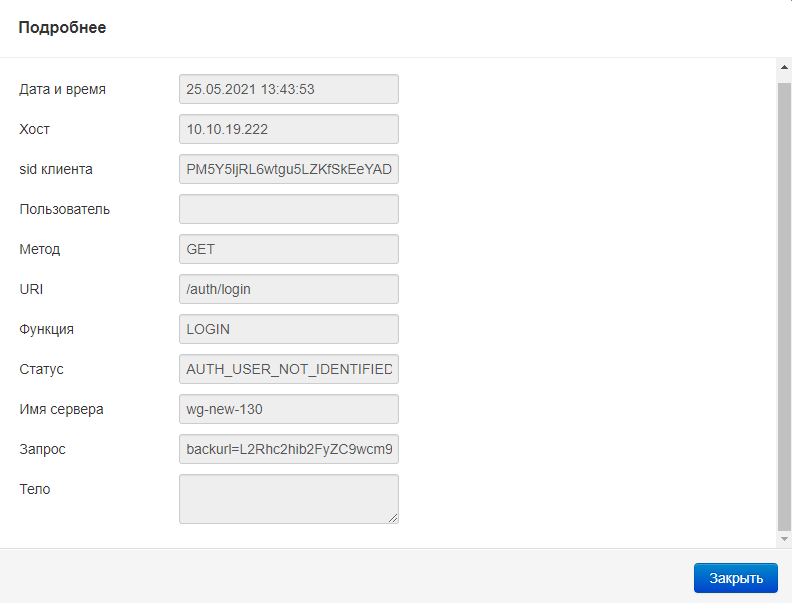 Подробнее
Дата и время 25.05.2021 13:43:53
Хост 10.10.19.222
sid клиента PM5Y5IjRL6wtgu5LZKfSkEeYAD
Пользователь
Метод GET
URI /auth/login
Функция LOGIN
Статус AUTH_USER_NOT_IDENTIFIED
Имя сервера wg-new-130
Запрос backurl=L2Rhc2hib2FyZC9wcm9
Тело
Закрыть